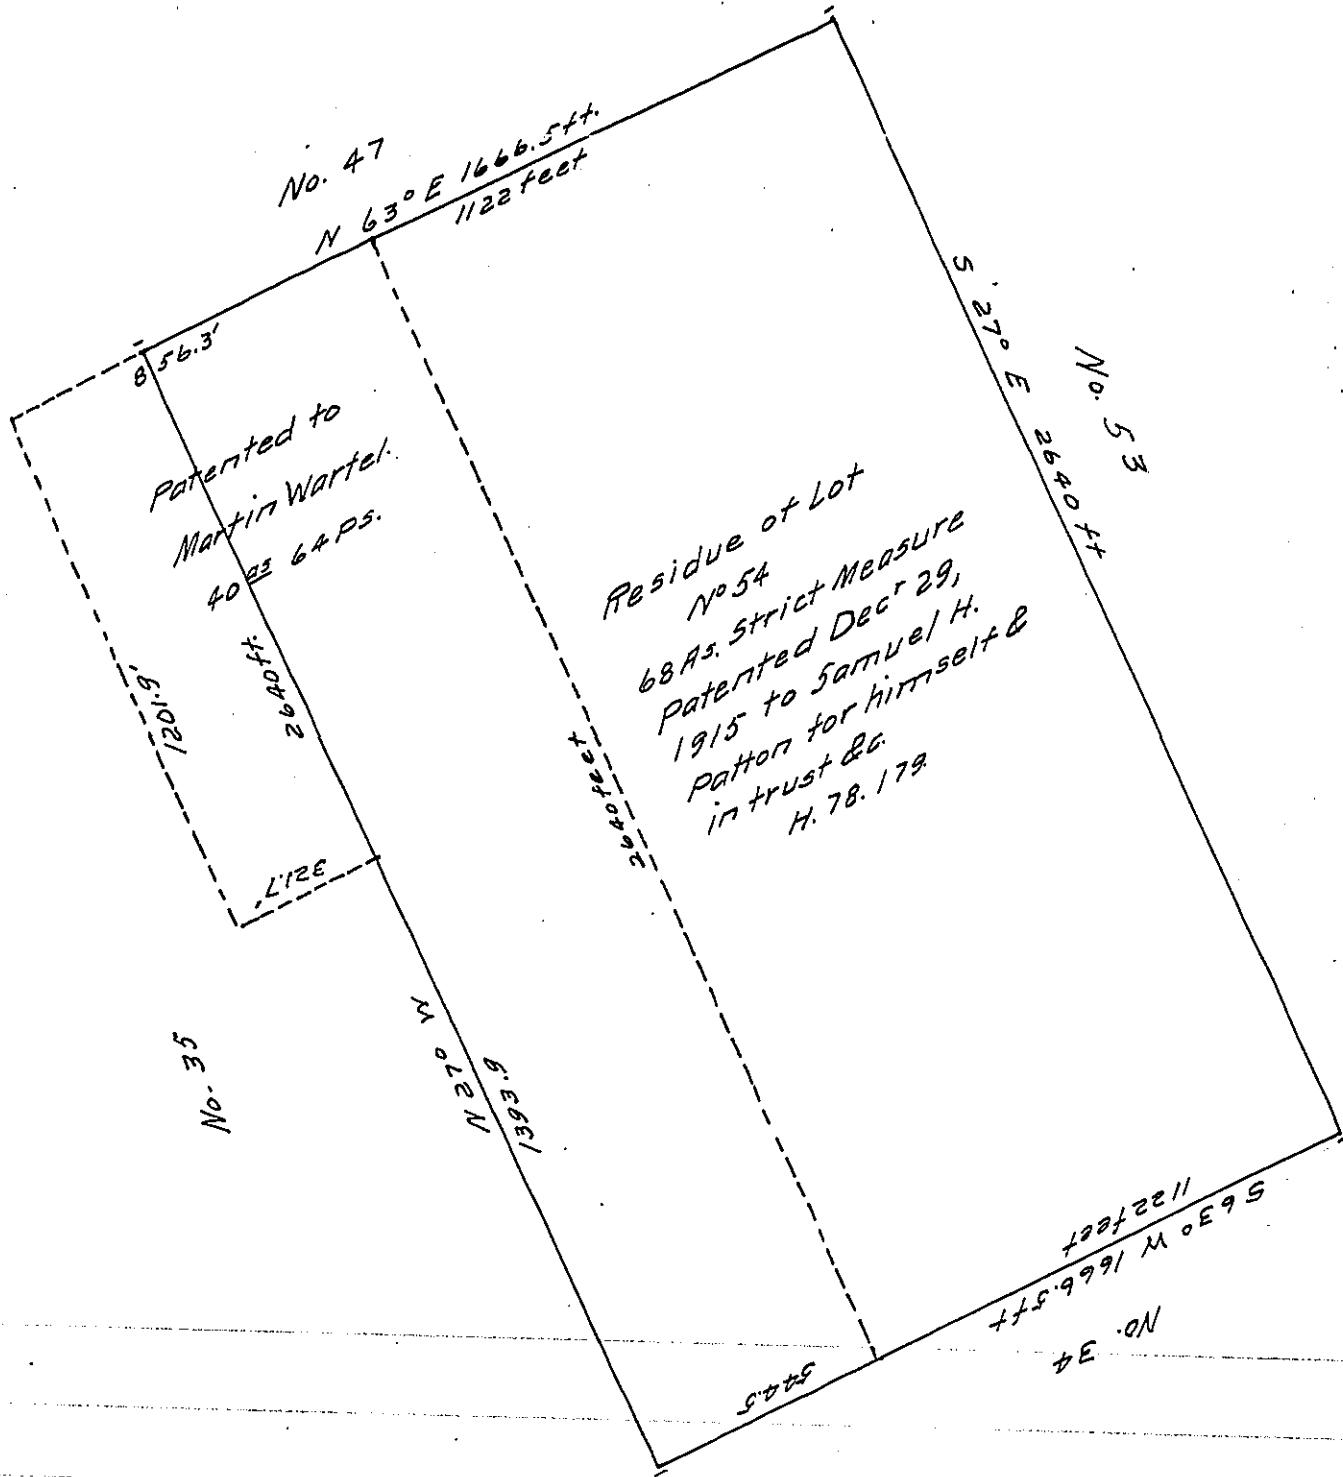 No. 47
N 63° E 1666.5 ft.
1122 feet
856.3'
Patented to
Martin Wartel.
40 as 64 Ps.
S 27° E 2640 ft
No. 53
Residue of Lot
No 54
68 As. Strict Measure
Patented Decr 29,
1915 to Samuel H.
Patton for himself &
in trust &c.
H. 78. 179
1201.9'
2640 ft.
2640 feet
321.7'
No. 35
N 27° W
1393.9
1122 feet
S 63° W 1666.5 ft
544.5
No. 34